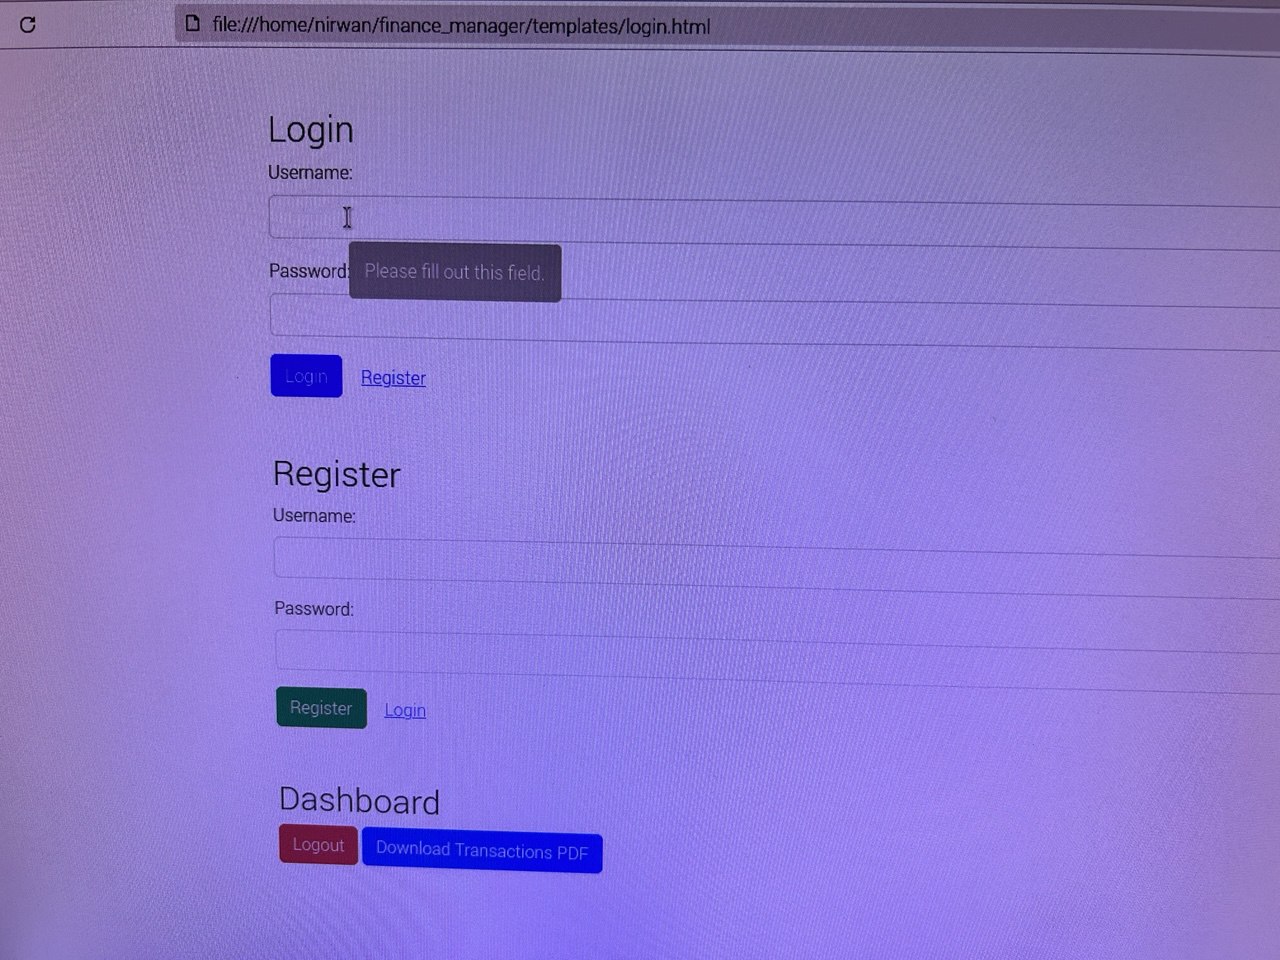 file:///home/nirwan/finance_manager/templates/login.html
Login
Username:
Password:
Please fill out this field.
Login Register
Register
Username:
Password:
Register Login
Dashboard
Logout Download Transactions PDF